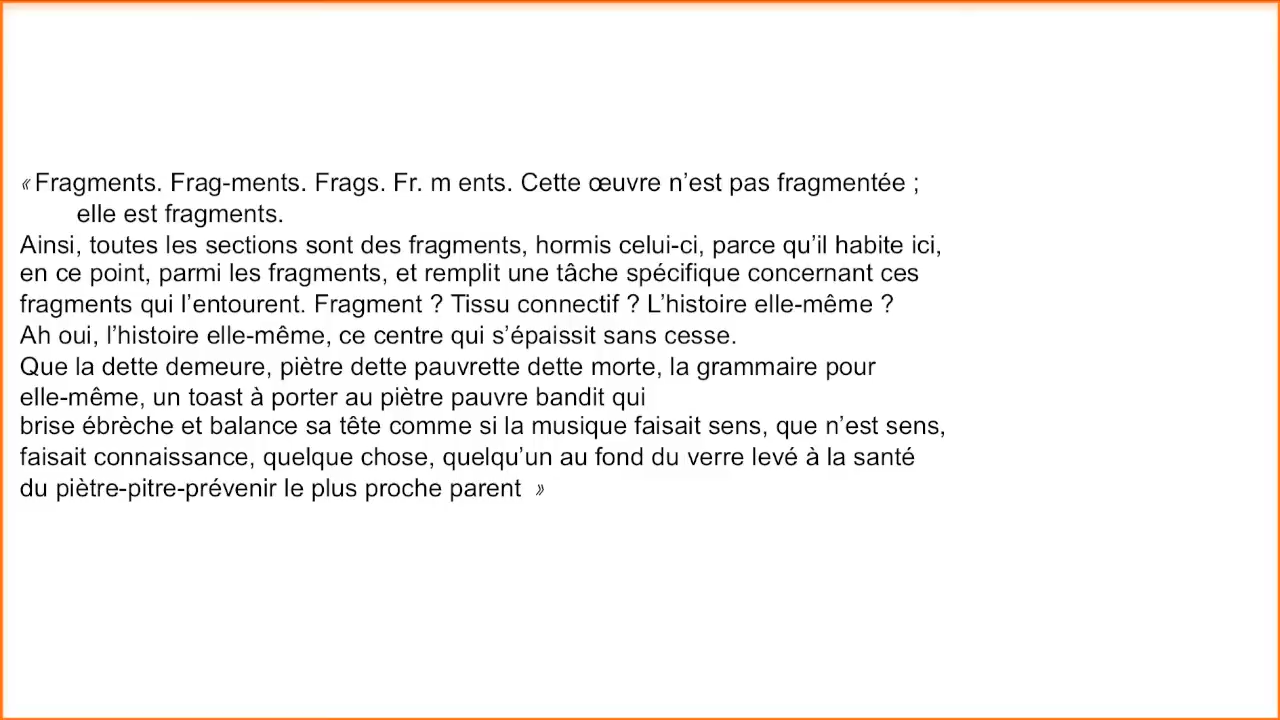 « Fragments. Frag-ments. Frags. Fr. m ents. Cette œuvre n’est pas fragmentée ;
elle est fragments.
Ainsi, toutes les sections sont des fragments, hormis celui-ci, parce qu’il habite ici,
en ce point, parmi les fragments, et remplit une tâche spécifique concernant ces
fragments qui l’entourent. Fragment ? Tissu connectif ? L’histoire elle-même ?
Ah oui, l’histoire elle-même, ce centre qui s’épaissit sans cesse.
Que la dette demeure, piètre dette pauvrette dette morte, la grammaire pour
elle-même, un toast à porter au piètre pauvre bandit qui
brise ébrèche et balance sa tête comme si la musique faisait sens, que n’est sens,
faisait connaissance, quelque chose, quelqu’un au fond du verre levé à la santé
du piètre-pitre-prévenir le plus proche parent »